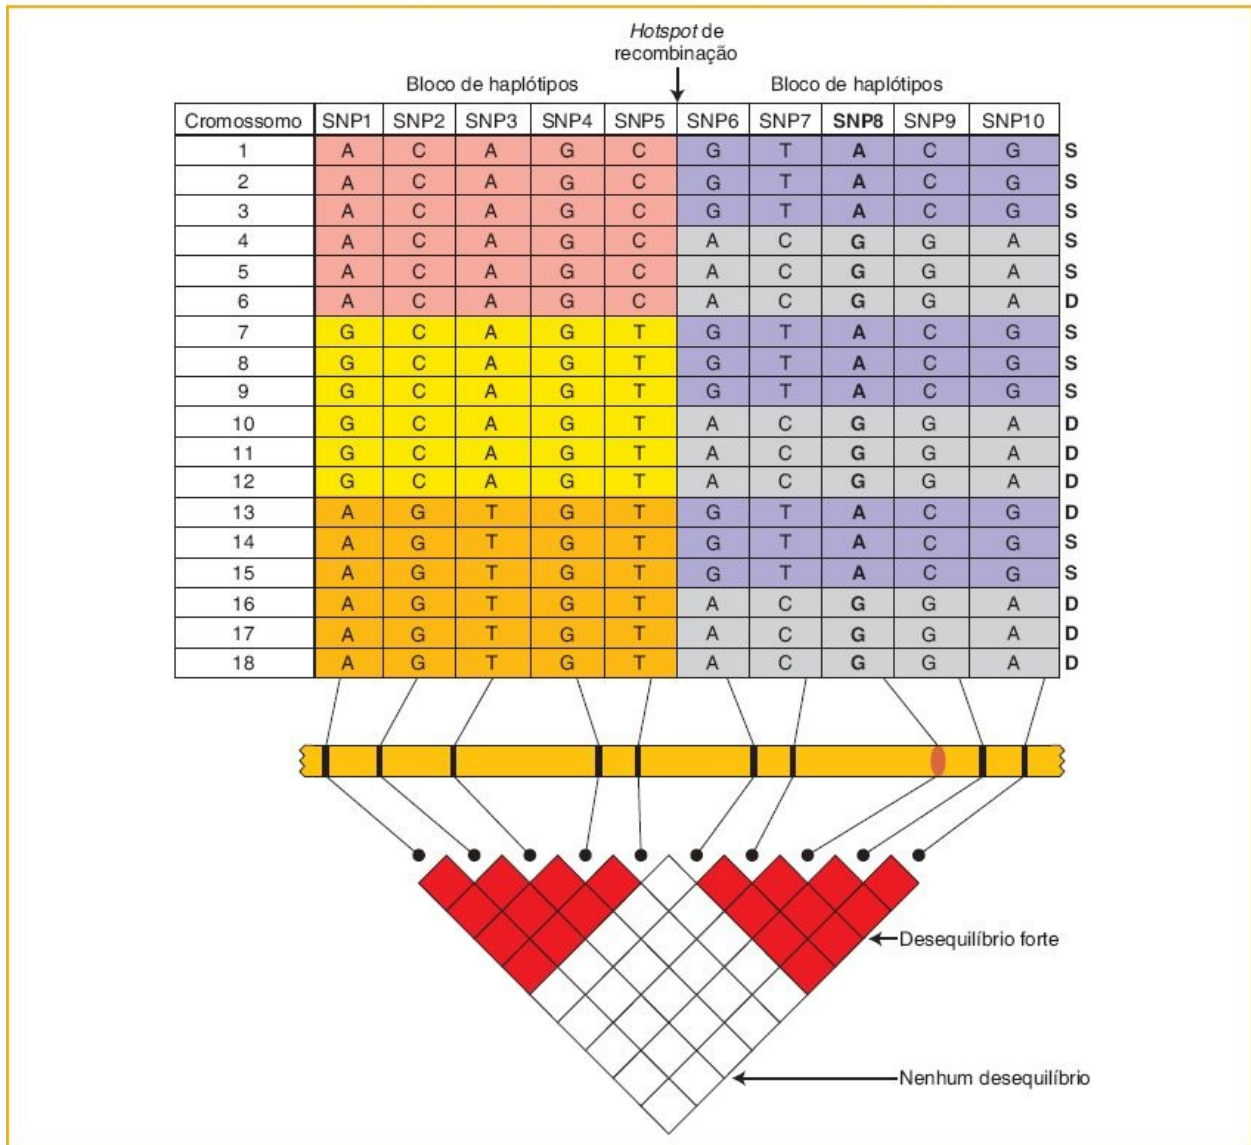 Hotspot de
recombinação
Bloco de haplótipos Bloco de haplótipos
Cromossomo SNP1 SNP2 SNP3 SNP4 SNP5 SNP6 SNP7 SNP8 SNP9 SNP10
1 A C A G C G T A C G S
2 A C A G C G T A C G S
3 A C A G C G T A C G S
4 A C A G C A C G G A S
5 A C A G C A C G G A S
6 A C A G C A C G G A D
7 G C A G T G T A C G S
8 G C A G T G T A C G S
9 G C A G T G T A C G S
10 G C A G T A C G G A D
11 G C A G T A C G G A D
12 G C A G T A C G G A D
13 A G T G T G T A C G D
14 A G T G T G T A C G S
15 A G T G T G T A C G S
16 A G T G T A C G G A D
17 A G T G T A C G G A D
18 A G T G T A C G G A D
Desequilíbrio forte
Nenhum desequilíbrio